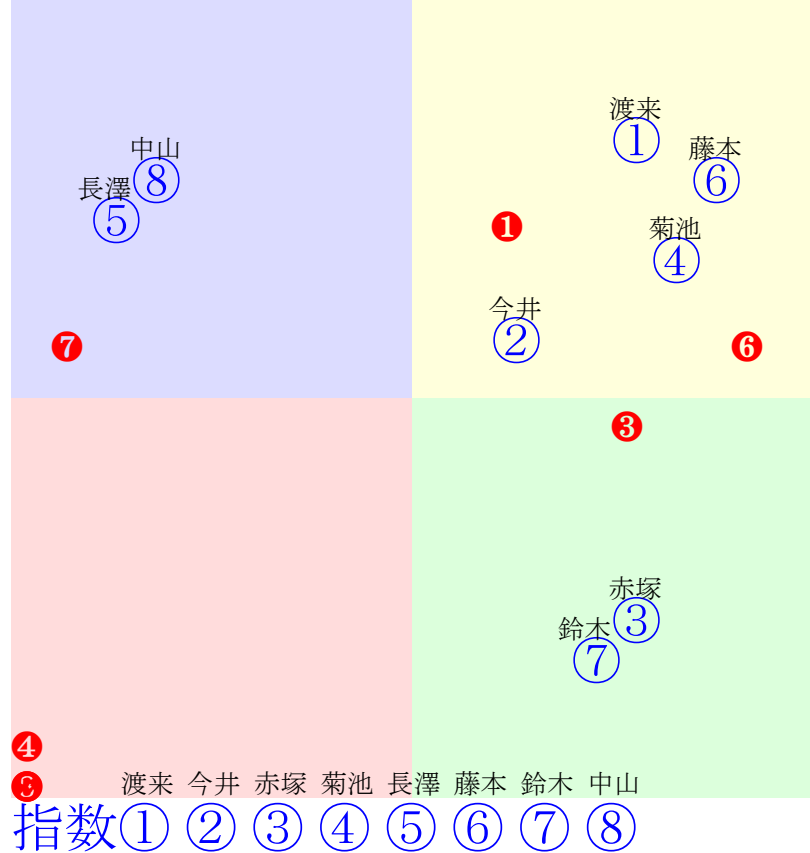 渡来
①
中山
藤本
⑧
⑥
長澤
⑤
❶
菊池
④
今井
②
❼
❻
❸
赤塚
③
鈴木
⑦
❹
渡来 今井 赤塚 菊池 長澤 藤本 鈴木 中山
指数① ② ③ ④ ⑤ ⑥ ⑦ ⑧